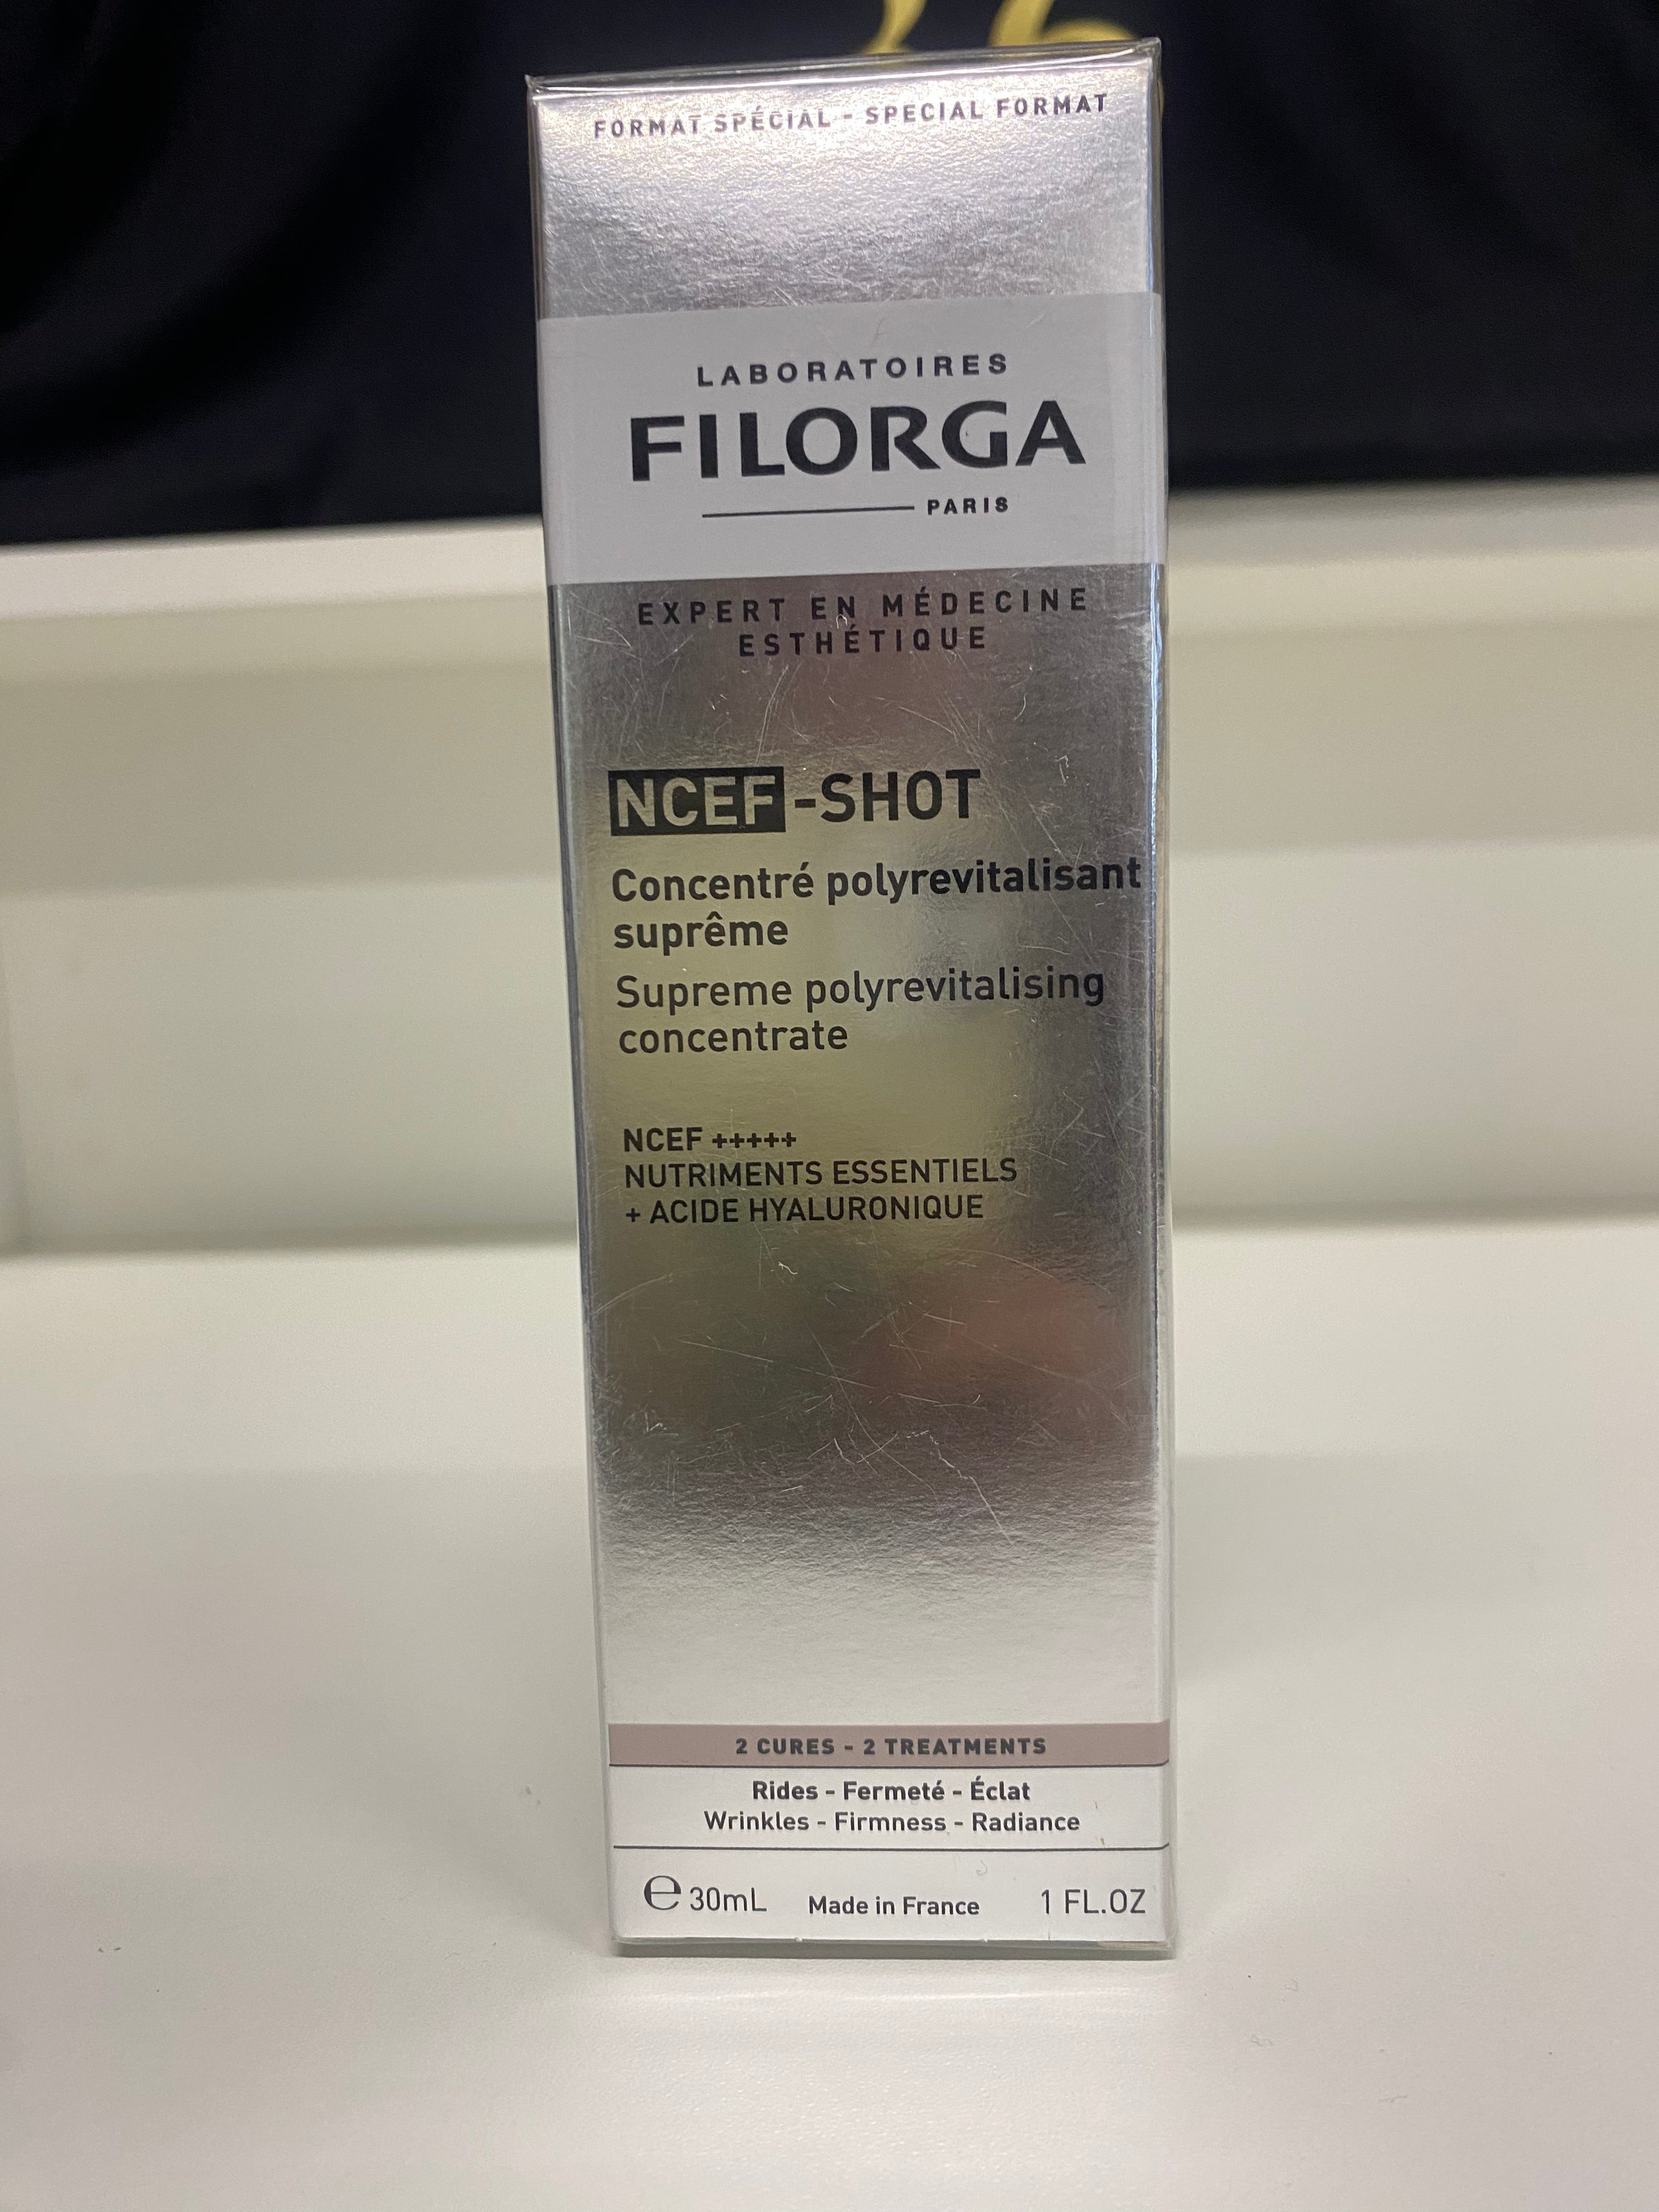 FORMAT SPÉCIAL - SPECIAL FORMAT
LABORATOIRES
FILORGA
PARIS
EXPERT EN MÉDECINE
ESTHÉTIQUE
NCEF-SHOT
Concentré polyrevitalisant
suprême
Supreme polyrevitalising
concentrate
NCEF +++++
NUTRIMENTS ESSENTIELS
+ ACIDE HYALURONIQUE
2 CURES - 2 TREATMENTS
Rides - Fermeté - Éclat
Wrinkles - Firmness - Radiance
℮ 30mL Made in France 1 FL.OZ